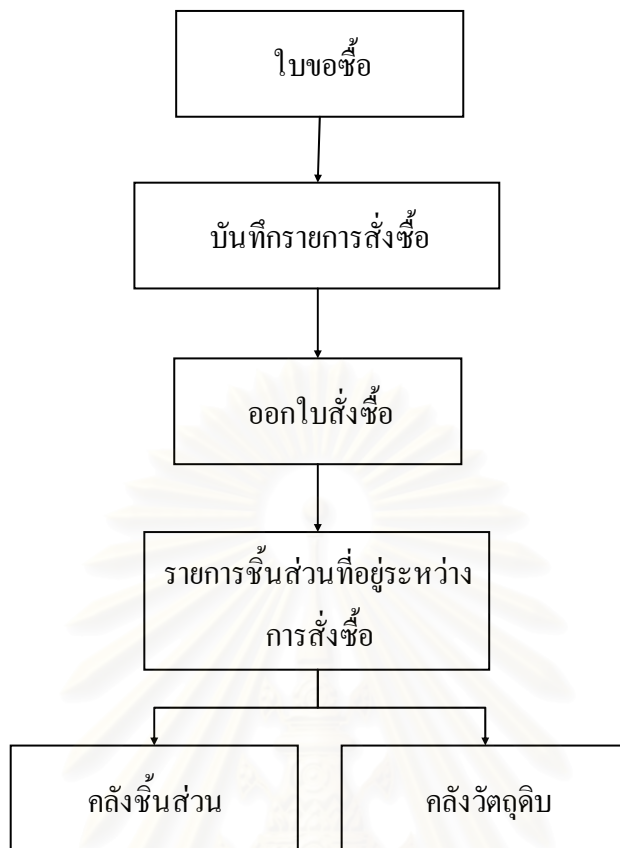 ใบขอซื้อ
บันทึกรายการสั่งซื้อ
ออกใบสั่งซื้อ
รายการชิ้นส่วนที่อยู่ระหว่าง
การสั่งซื้อ
คลังชิ้นส่วน
คลังวัตถุดิบ